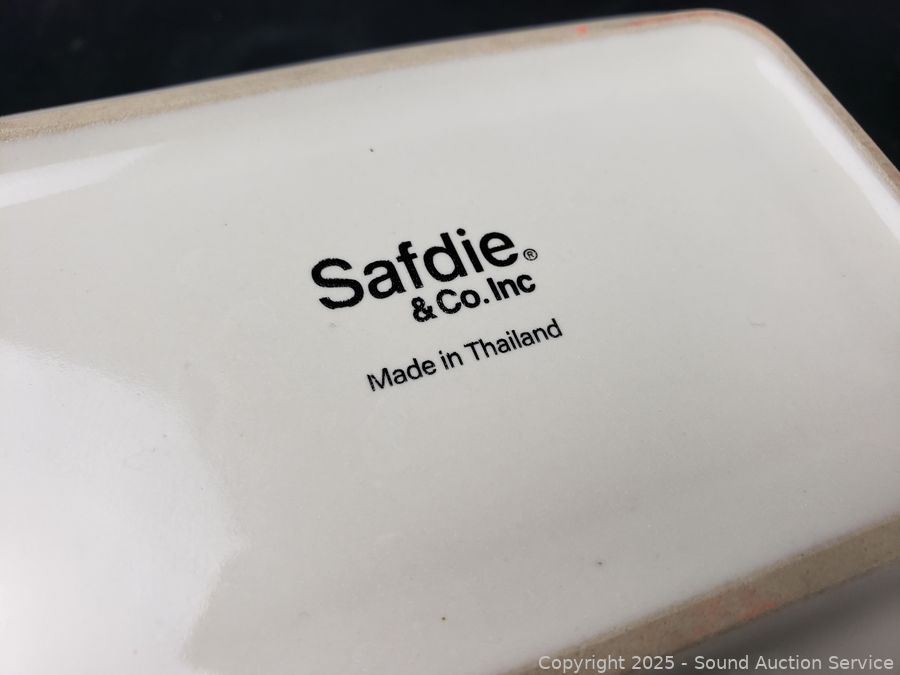 Safdie®
& Co. Inc
Made in Thailand
Copyright 2025 - Sound Auction Service